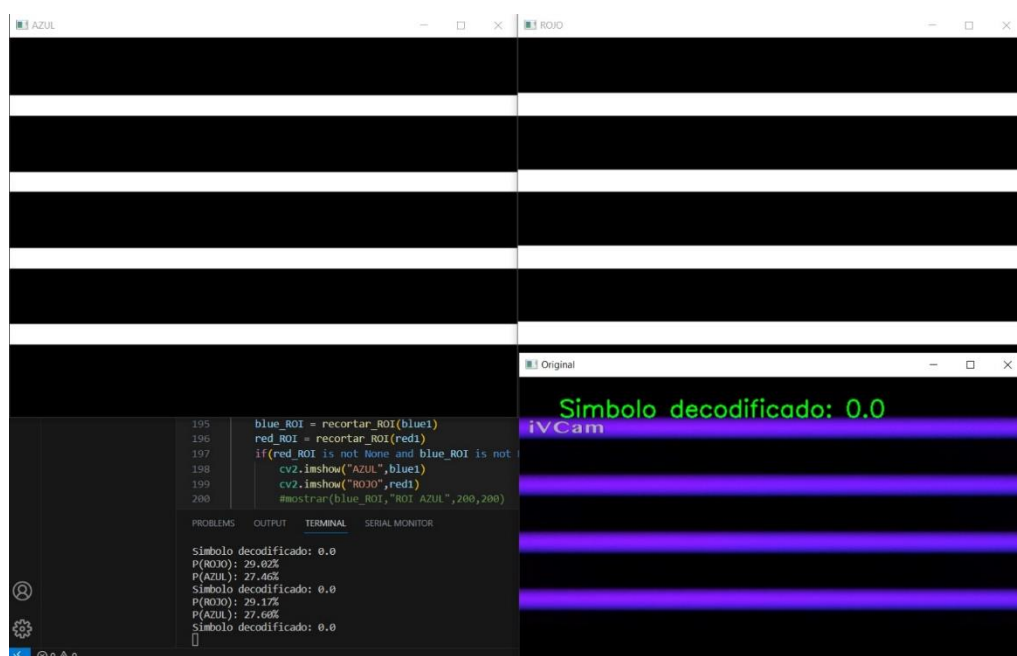 AZUL
ROJO
Original
Simbolo decodificado: 0.0
iVCam
195 blue_ROI = recortar_ROI(blue1)
196 red_ROI = recortar_ROI(red1)
197 if(red_ROI is not None and blue_ROI is not
198 cv2.imshow("AZUL",blue1)
199 cv2.imshow("ROJO",red1)
200 #mostrar(blue_ROI,"ROI AZUL",200,200)
PROBLEMS OUTPUT TERMINAL SERIAL MONITOR
Simbolo decodificado: 0.0
P(ROJO): 29.02%
P(AZUL): 27.46%
Simbolo decodificado: 0.0
P(ROJO): 29.17%
P(AZUL): 27.60%
Simbolo decodificado: 0.0